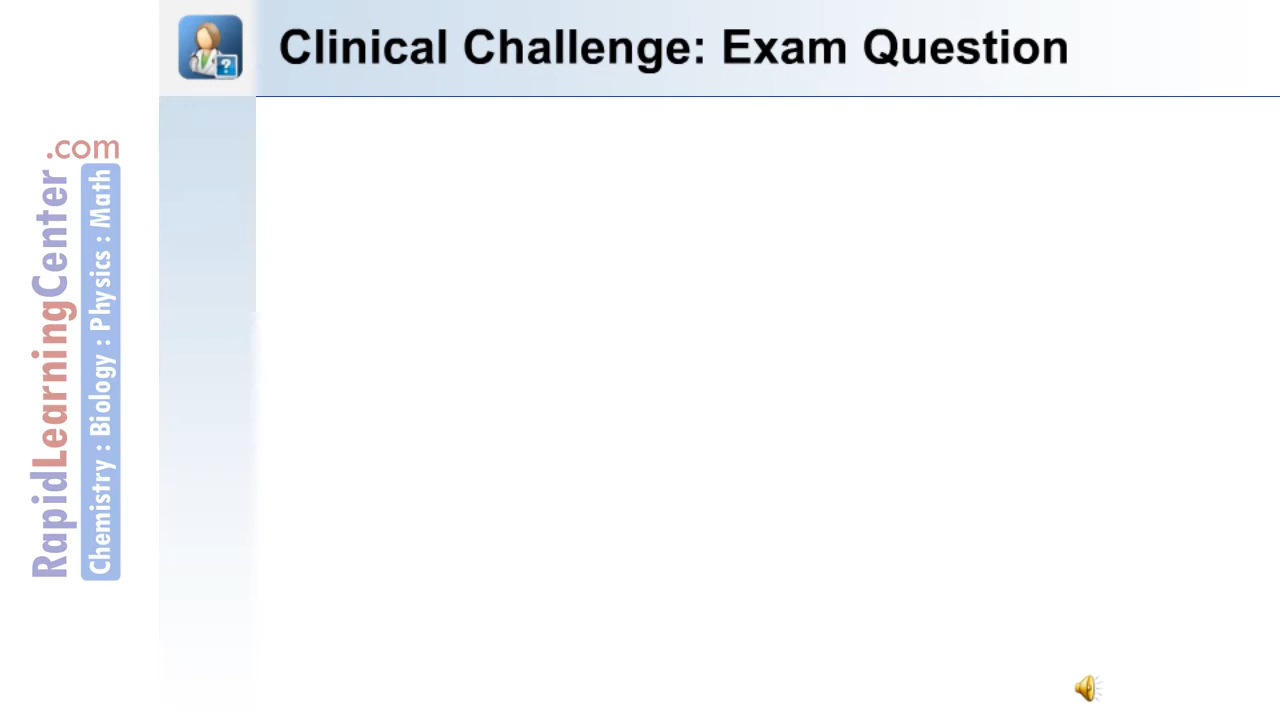 Clinical Challenge: Exam Question
?
.com
RapidLearningCenter
Chemistry : Biology : Physics : Math